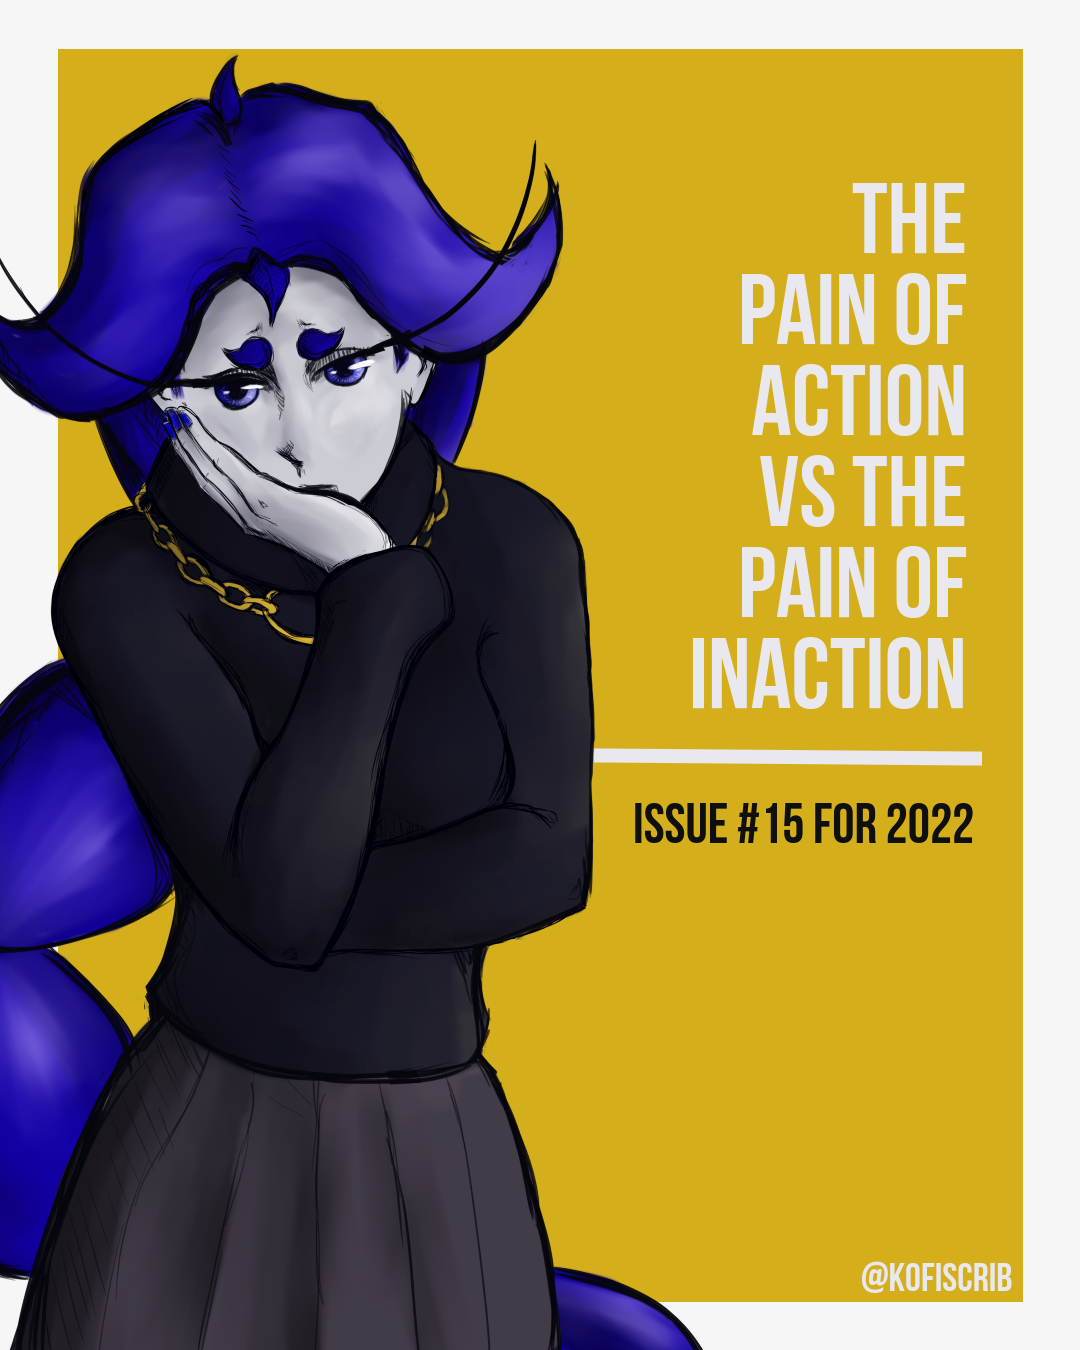 THE
PAIN OF
ACTION
VS THE
PAIN OF
INACTION
ISSUE #15 FOR 2022
@KOFISCRIB